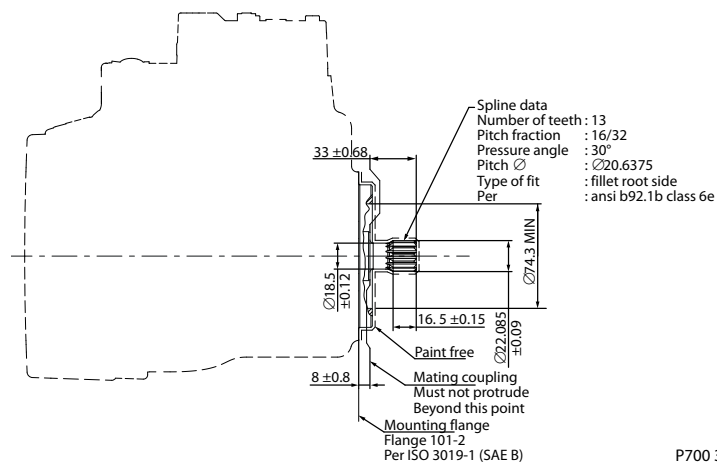 Spline data
Number of teeth : 13
Pitch fraction : 16/32
Pressure angle : 30°
Pitch ∅ : ∅20.6375
Type of fit : fillet root side
Per : ansi b92.1b class 6e
33 ±0.68
∅74.3 MIN
∅18.5
±0.12
16. 5 ±0.15
∅22.085
±0.09
Paint free
8 ±0.8
Mating coupling
Must not protrude
Beyond this point
Mounting flange
Flange 101-2
Per ISO 3019-1 (SAE B)